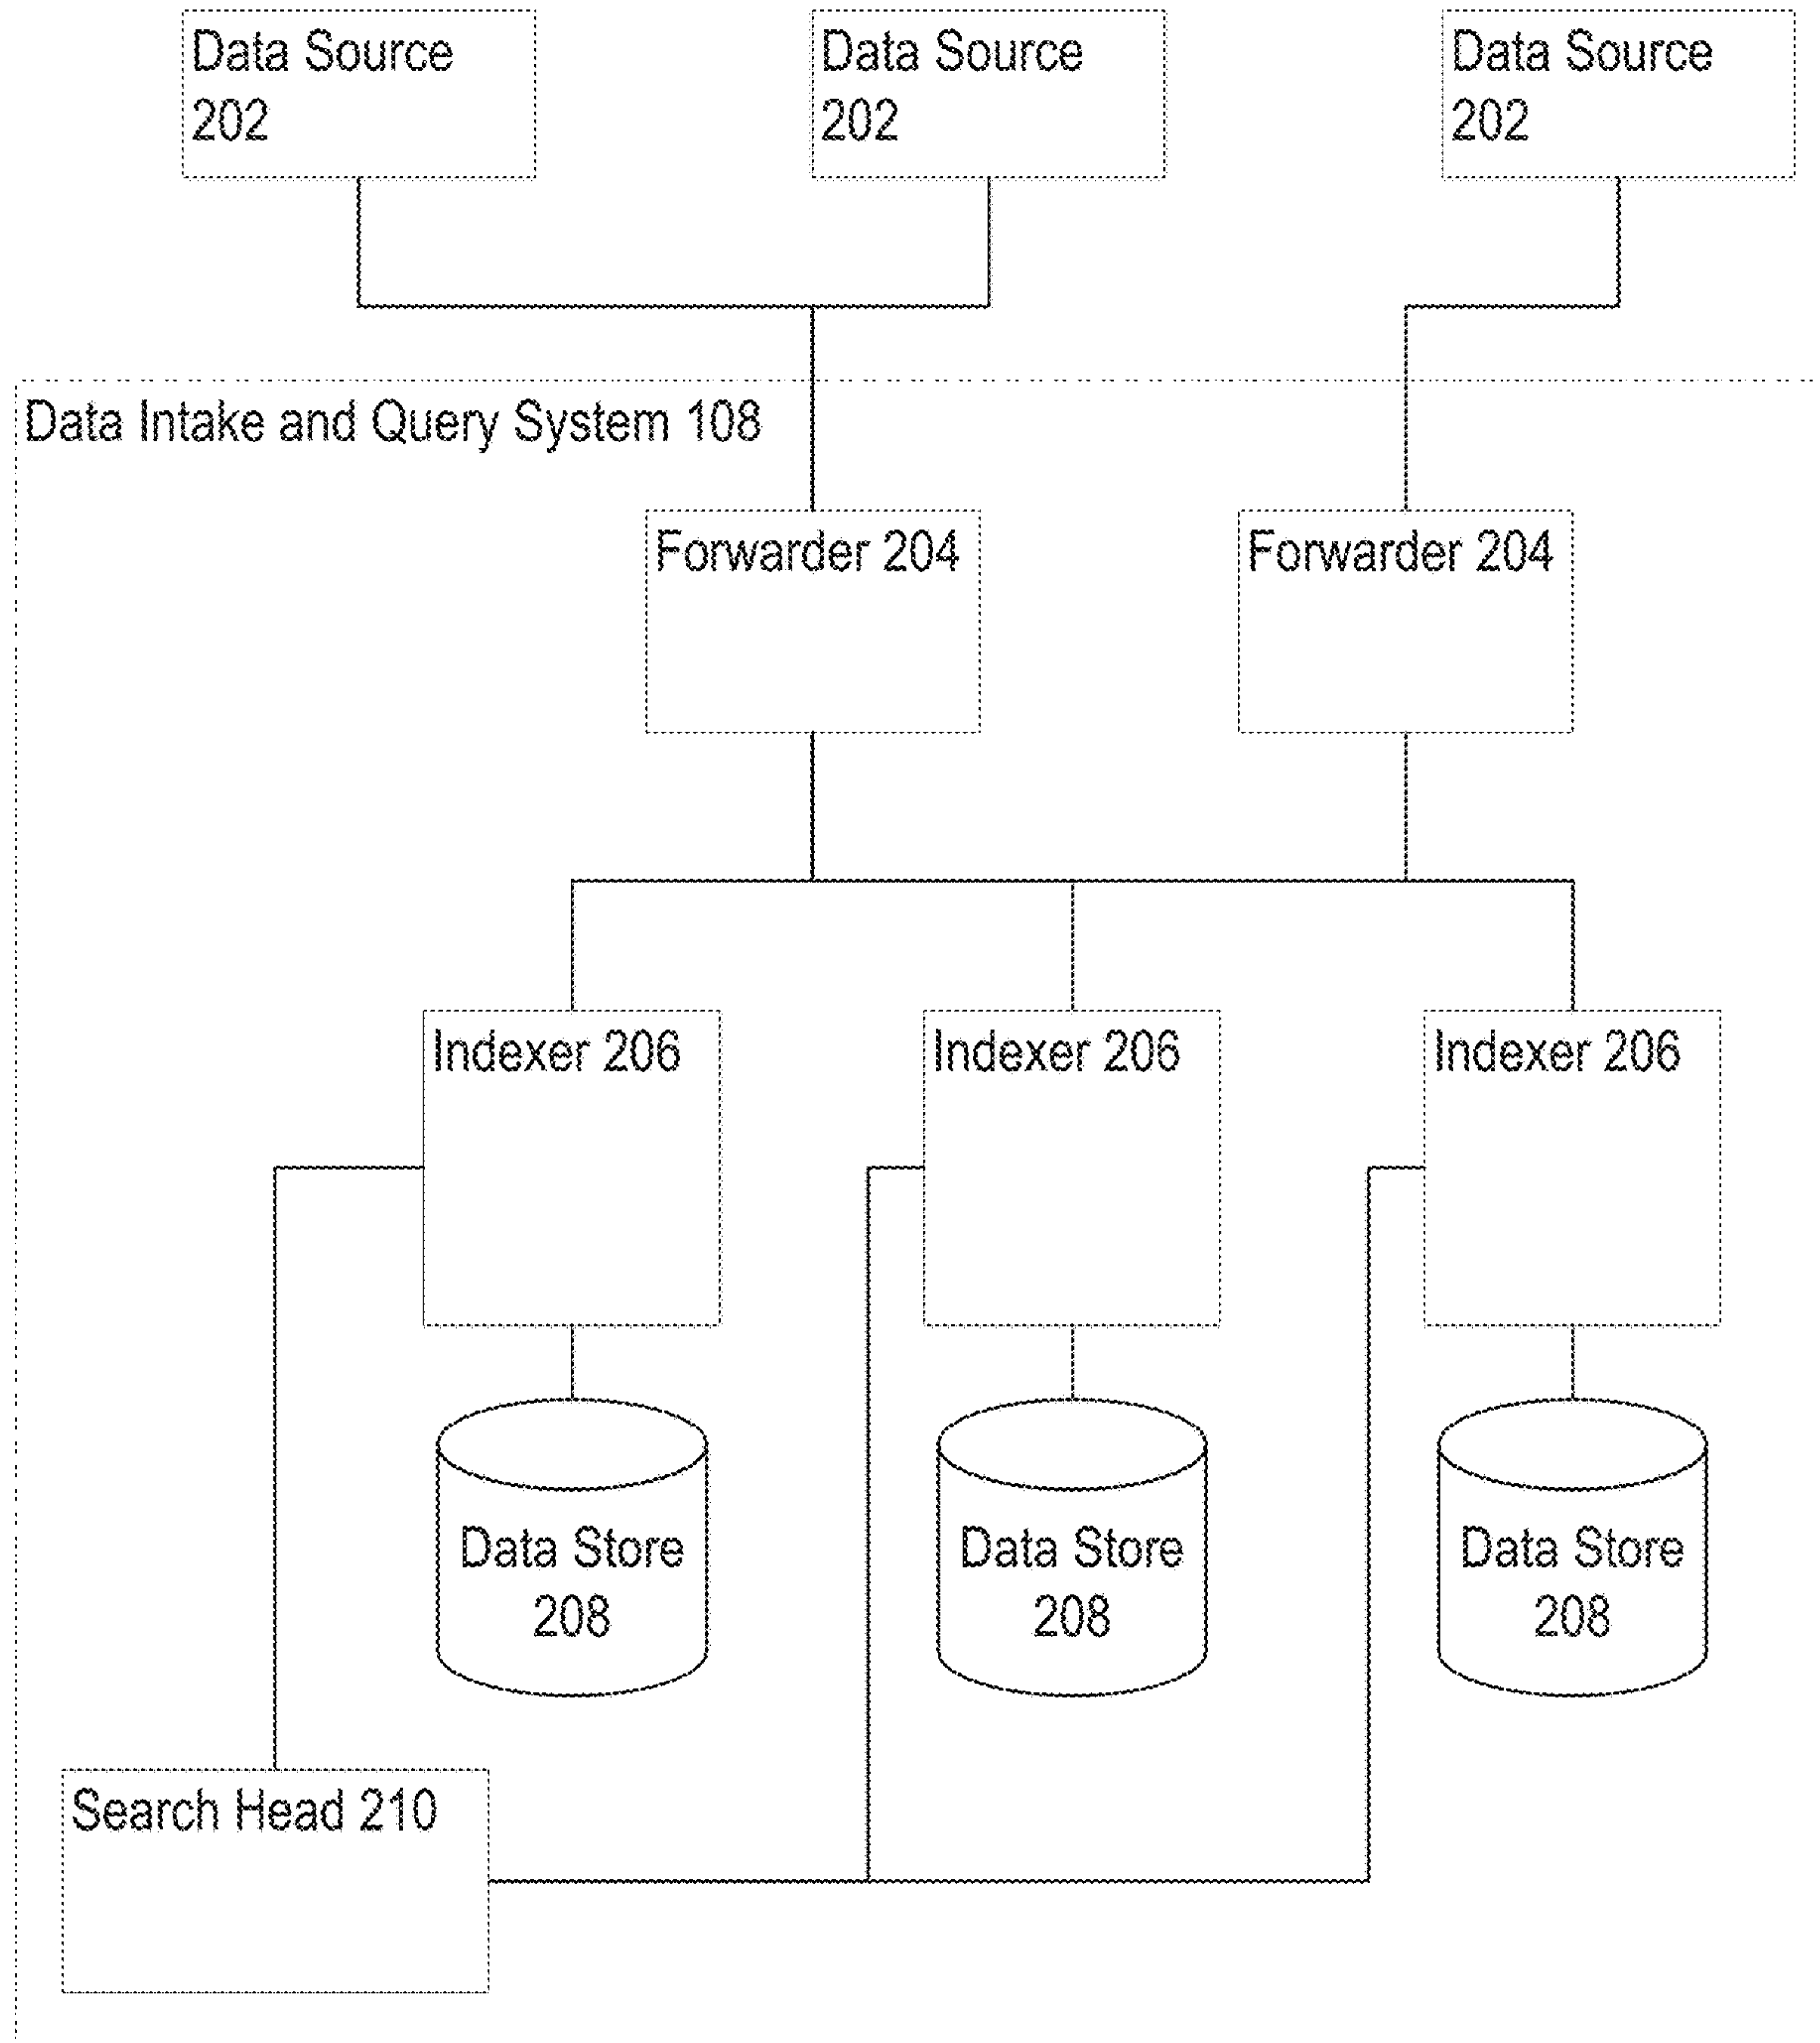 Data Source
202
Data Source
202
Data Source
202
Data Intake and Query System 108
Forwarder 204
Forwarder 204
Indexer 206
Indexer 206
Indexer 206
Data Store
208
Data Store
208
Data Store
208
Search Head 210